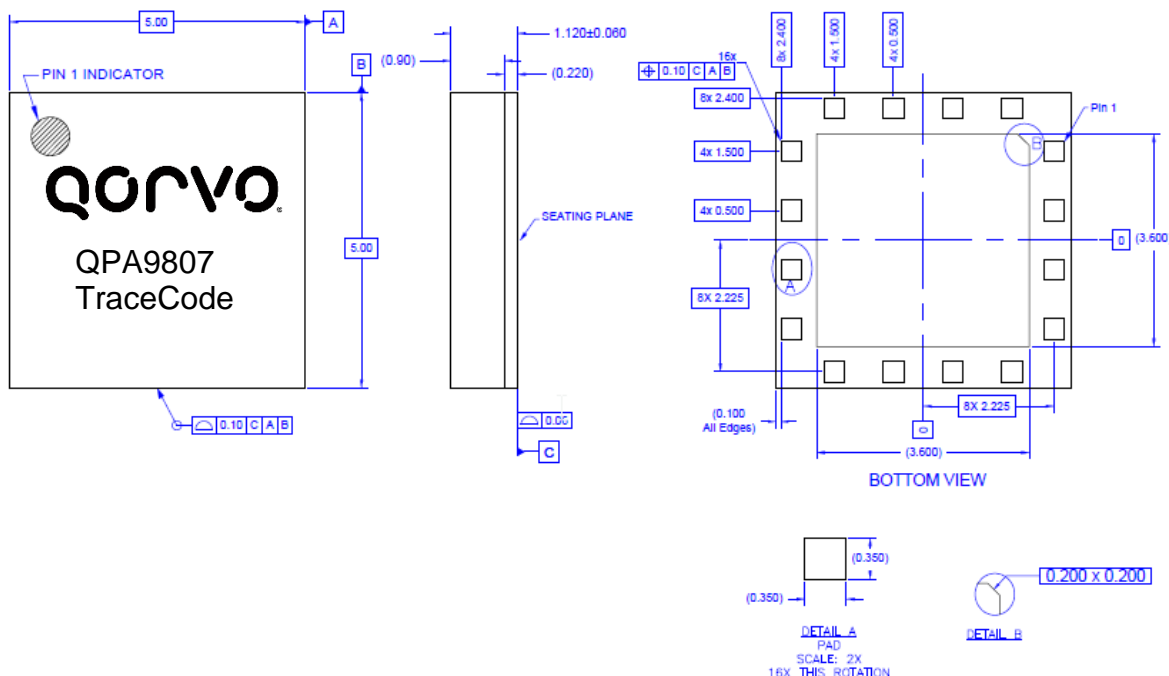 5.00
A
PIN 1 INDICATOR
B
QORVO
QPA9807
TraceCode
5.00
0.10 C A B
1.120±0.060
(0.90)
(0.220)
SEATING PLANE
C
16X
0.10 C A B
8x 2.400
4x 1.500
4x 0.500
8x 2.400
4x 1.500
4x 0.500
8X 2.225
Pin 1
B
A
0
(3.600
8X 2.225
0
(3.600)
(0.100
All Edges)
BOTTOM VIEW
(0.350)
(0.350)
DETAIL A
PAD
SCALE: 2X
16X THIS ROTATION
0.200 x 0.200
DETAIL B